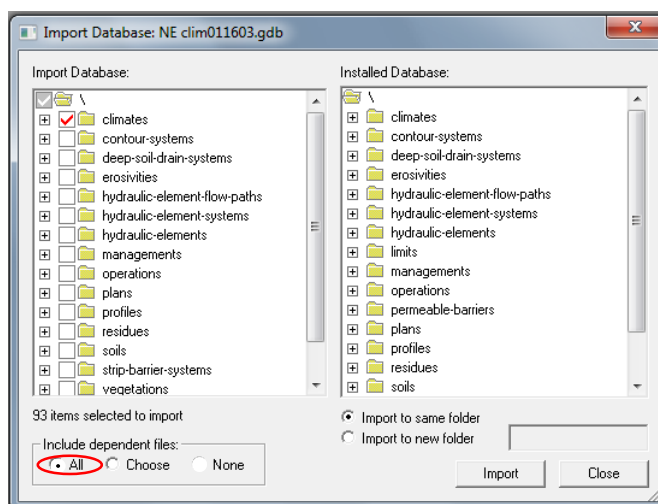 Import Database: NE clim011603.gdb
Import Database:
\
climates
contour-systems
deep-soil-drain-systems
erosivities
hydraulic-element-flow-paths
hydraulic-element-systems
hydraulic-elements
managements
operations
plans
profiles
residues
soils
strip-barrier-systems
vegetations
93 items selected to import
Include dependent files:
All Choose None
Installed Database:
\
climates
contour-systems
deep-soil-drain-systems
erosivities
hydraulic-element-flow-paths
hydraulic-element-systems
hydraulic-elements
limits
managements
operations
permeable-barriers
plans
profiles
residues
soils
Import to same folder
Import to new folder
Import Close